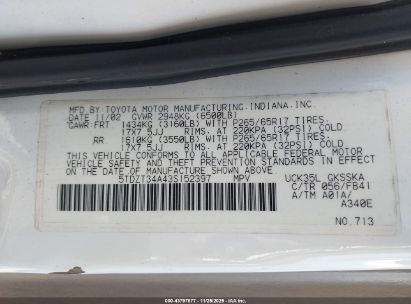 MFD.BY:TOYOTA MOTOR MANUFACTURING.INDIANA.INC.
DATE 11/02 GVWR 2948KG (6500LB)
GAWR:FRT. 1434KG (3160LB) WITH P265/65R17 TIRES.
17X7.5JJ RIMS. AT 220KPA (32PSI) COLD
RR 1610KG (3550LB) WITH P265/65R17 TIRES.
17X7.5JJ RIMS. AT 220KPA (32PSI) COLD
THIS VEHICLE CONFORMS TO ALL APPLICABLE FEDERAL MOTOR
VEHICLE SAFETY AND THEFT PREVENTION STANDARDS IN EFFECT
ON THE DATE OF MANUFACTURE SHOWN ABOVE.
5TDZT34A43S152397 MPV UCK35L GKSSKA
C/TR 056/FB41
A/TM A01A/
A340E
NO.713